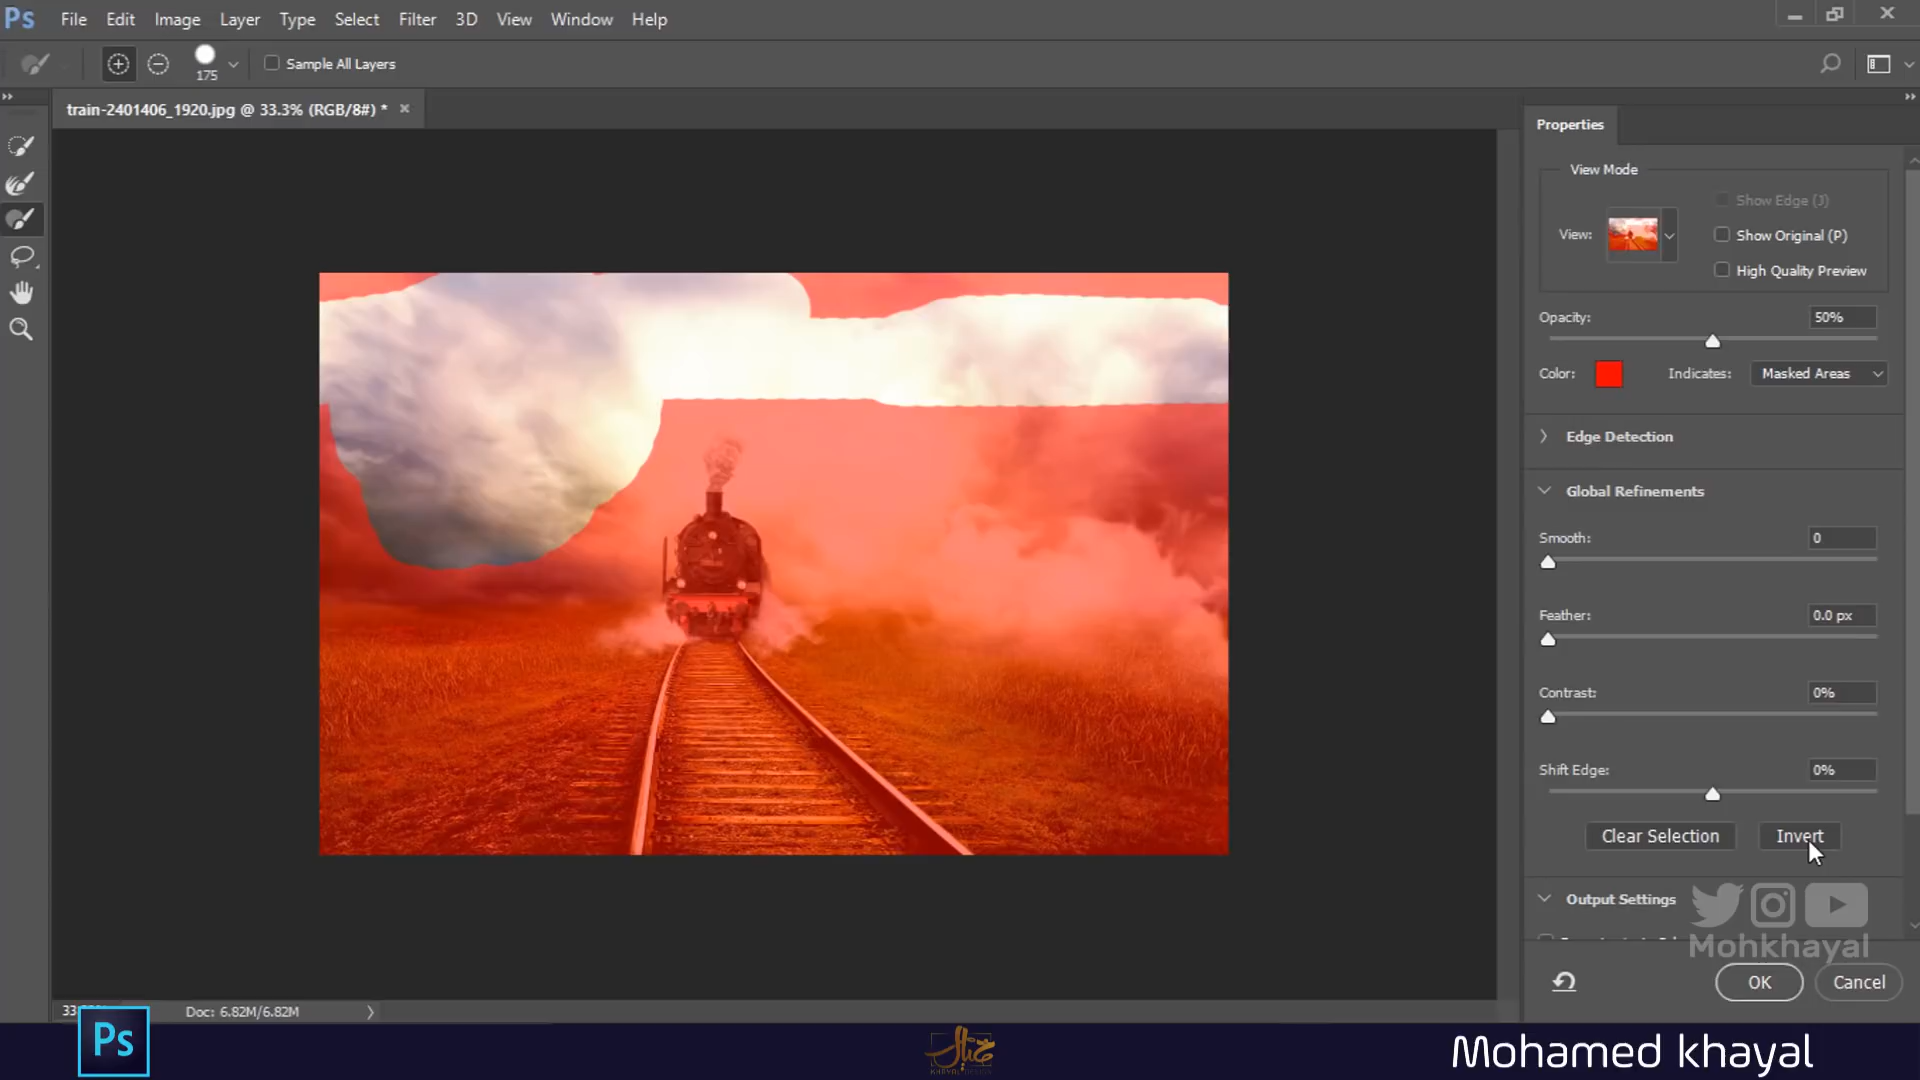 Ps File Edit Image Layer Type Select Filter 3D View Window Help
175 Sample All Layers
train-2401406_1920.jpg @ 33.3% (RGB/8#) *
Properties
View Mode
Show Edge (J)
View: Show Original (P)
High Quality Preview
Opacity: 50%
Color: Indicates: Masked Areas
Edge Detection
Global Refinements
Smooth: 0
Feather: 0.0 px
Contrast: 0%
Shift Edge: 0%
Clear Selection Invert
Output Settings
Mohkhayal
OK Cancel
Doc: 6.82M/6.82M
Ps
Mohamed khayal